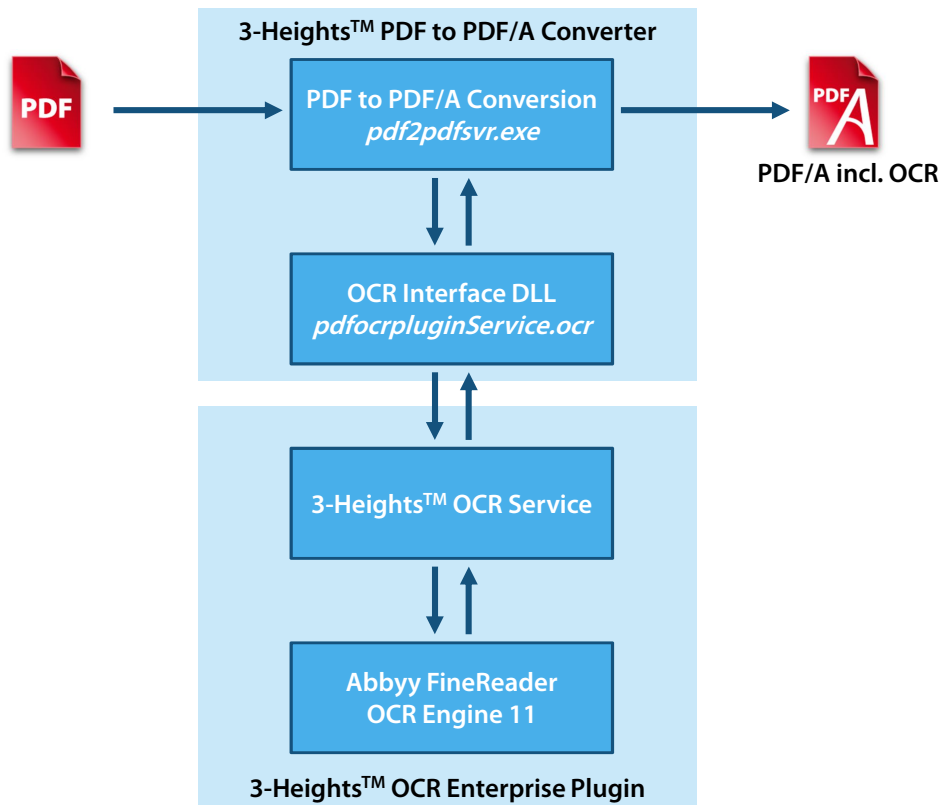 3-Heights™ PDF to PDF/A Converter
PDF
PDF to PDF/A Conversion
pdf2pdfsvr.exe
PDF
A
PDF/A incl. OCR
OCR Interface DLL
pdfocrpluginService.ocr
3-Heights™ OCR Service
Abbyy FineReader
OCR Engine 11
3-Heights™ OCR Enterprise Plugin